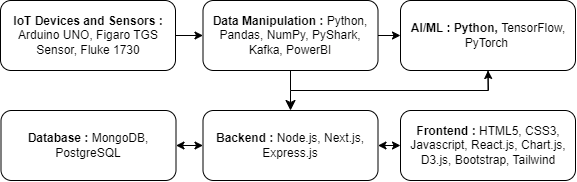 IoT Devices and Sensors :
Arduino UNO, Figaro TGS
Sensor, Fluke 1730
Data Manipulation : Python,
Pandas, NumPy, PyShark,
Kafka, PowerBI
AI/ML : Python, TensorFlow,
PyTorch
Database : MongoDB,
PostgreSQL
Backend : Node.js, Next.js,
Express.js
Frontend : HTML5, CSS3,
Javascript, React.js, Chart.js,
D3.js, Bootstrap, Tailwind